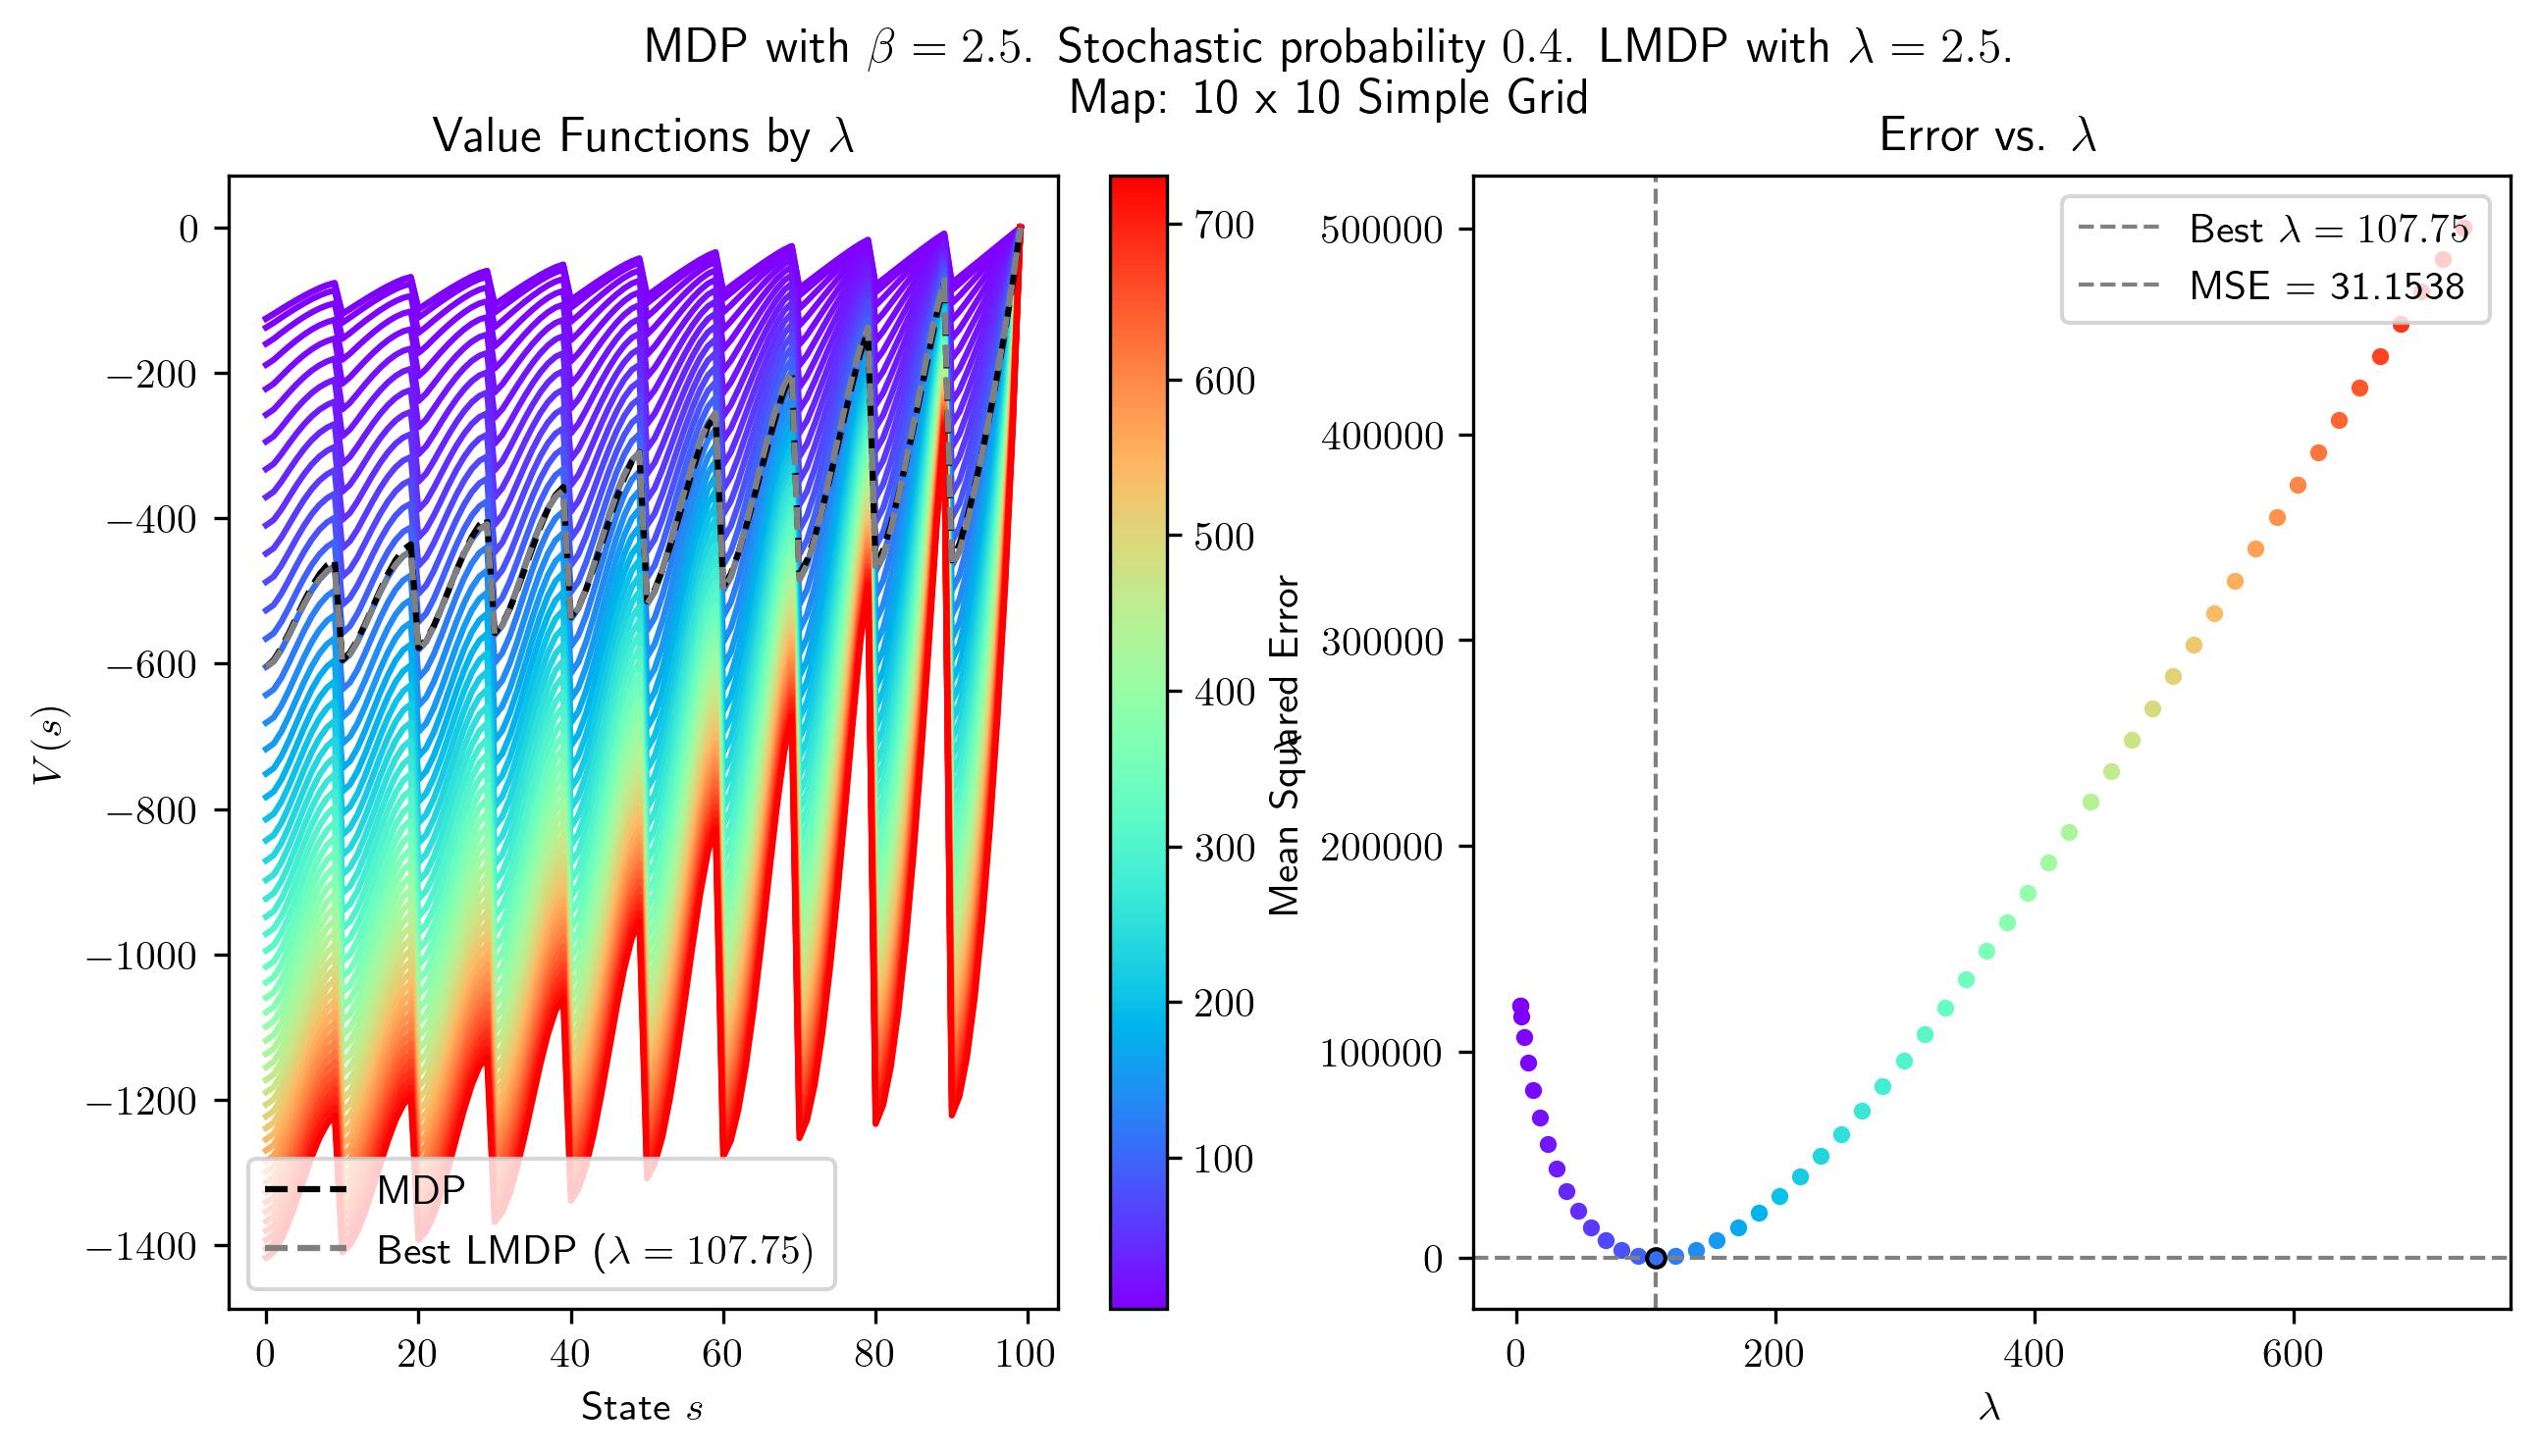 MDP with β = 2.5. Stochastic probability 0.4. LMDP with λ = 2.5.
Map: 10 x 10 Simple Grid
Value Functions by λ
V(s)
0
−200
−400
−600
−800
−1000
−1200
−1400
MDP
Best LMDP (λ = 107.75)
0 20 40 60 80 100
State s
700
600
500
400
300
200
100
λ
Error vs. λ
Mean Squared Error
500000
400000
300000
200000
100000
0
Best λ = 107.75
MSE = 31.1538
0 200 400 600
λ